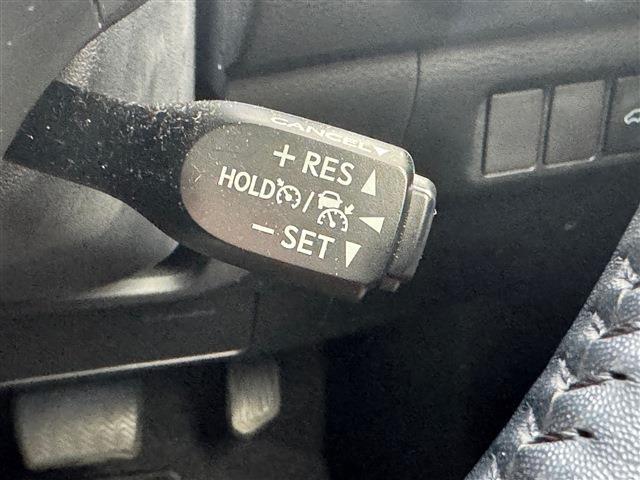 CANCEL
+ RES
HOLD /
− SET